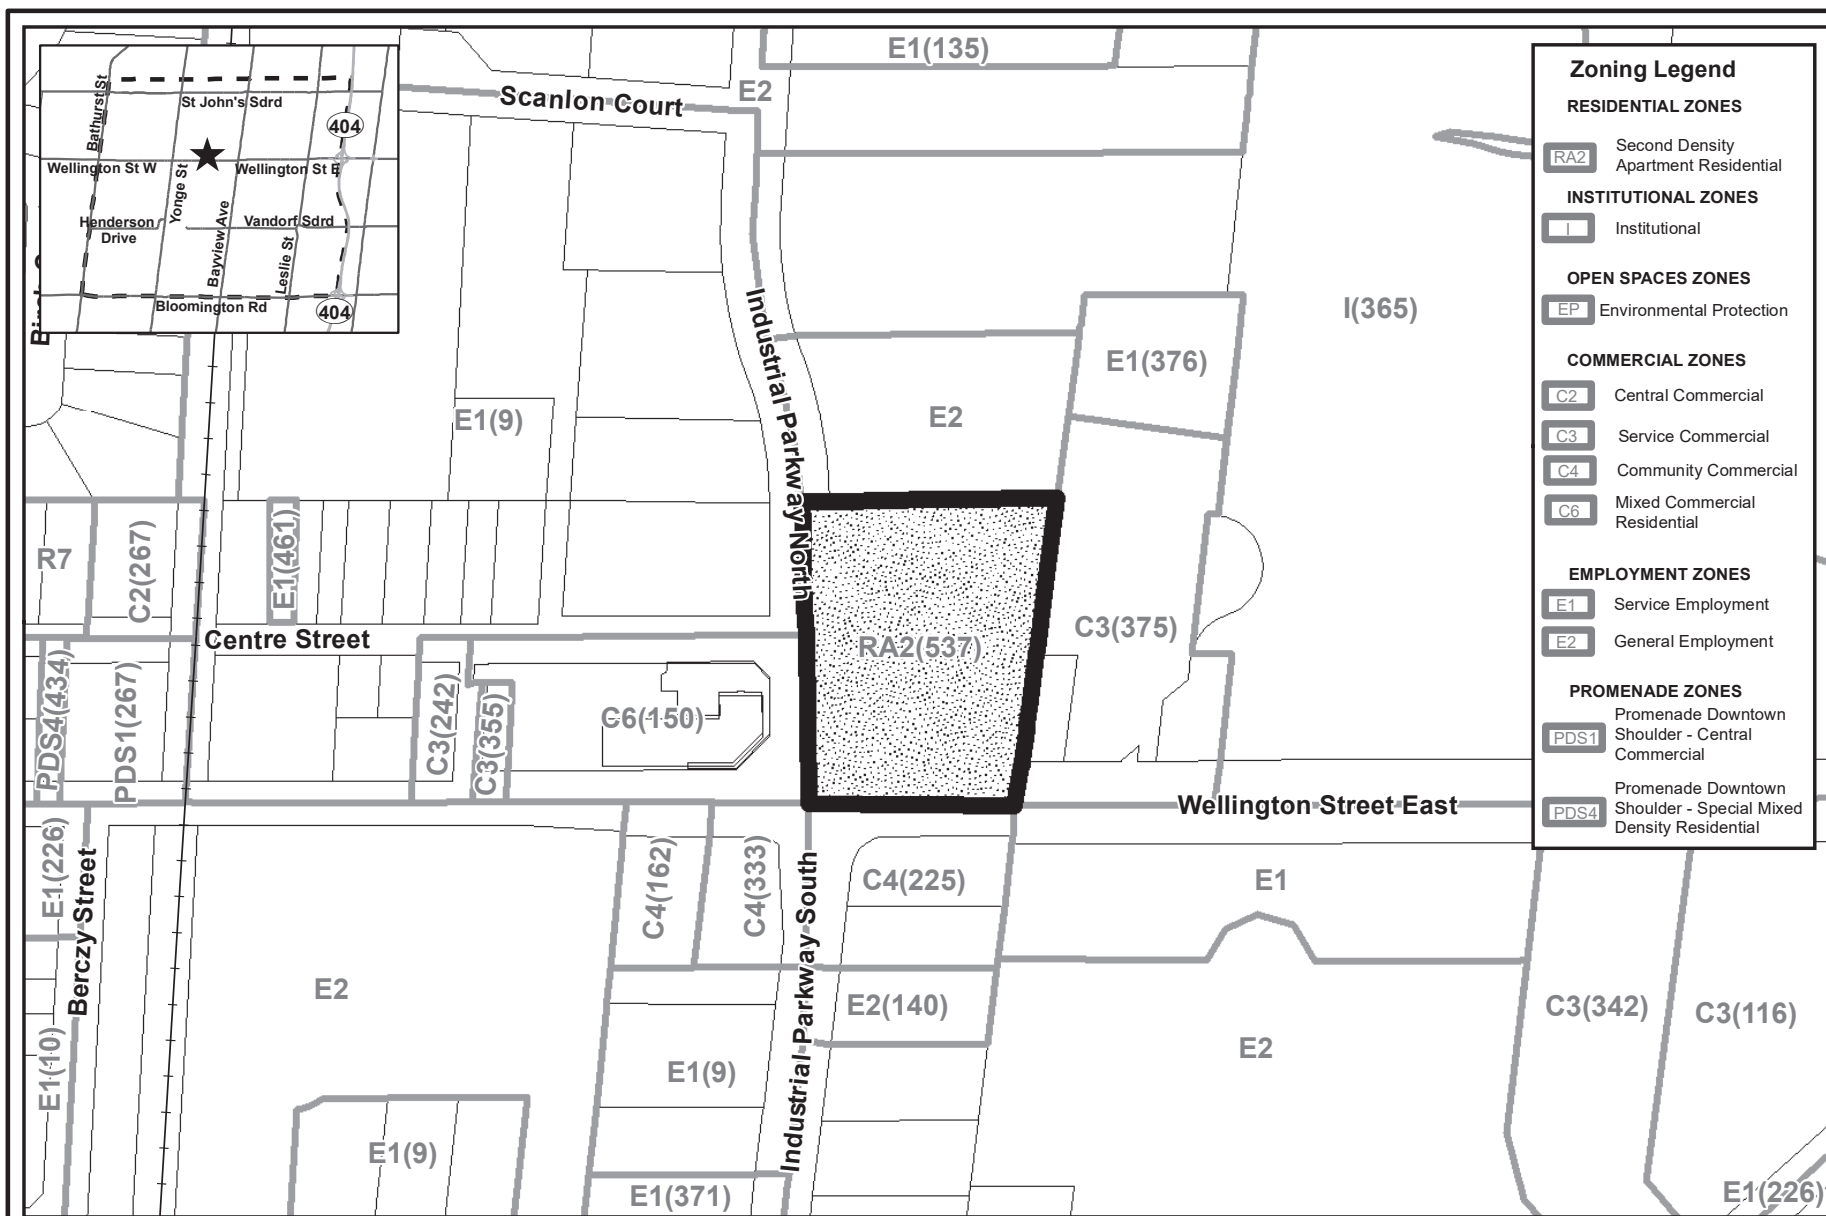 St John's Sdrd
Bathurst St
404
Wellington St W
Wellington St E
Yonge St
Henderson
Drive
Bayview Ave
Vandorf Sdrd
Leslie St
Bloomington Rd
404
E1(135)
E2
Scanlon Court
Industrial Parkway North
I(365)
E1(376)
E1(9)
E2
R7
C2(267)
E1(461)
Centre Street
RA2(537)
C3(375)
PDS4(434)
PDS1(267)
C3(242)
C3(355)
C6(150)
Wellington Street East
E1(226)
Berczy Street
C4(162)
C4(333)
Industrial Parkway South
C4(225)
E1
E2
E2(140)
E1(10)
E1(9)
E2
C3(342)
C3(116)
E1(9)
E1(371)
E1(226)
Zoning Legend
RESIDENTIAL ZONES
RA2
Second Density
Apartment Residential
INSTITUTIONAL ZONES
I
Institutional
OPEN SPACES ZONES
EP
Environmental Protection
COMMERCIAL ZONES
C2
Central Commercial
C3
Service Commercial
C4
Community Commercial
C6
Mixed Commercial
Residential
EMPLOYMENT ZONES
E1
Service Employment
E2
General Employment
PROMENADE ZONES
PDS1
Promenade Downtown
Shoulder - Central
Commercial
PDS4
Promenade Downtown
Shoulder - Special Mixed
Density Residential